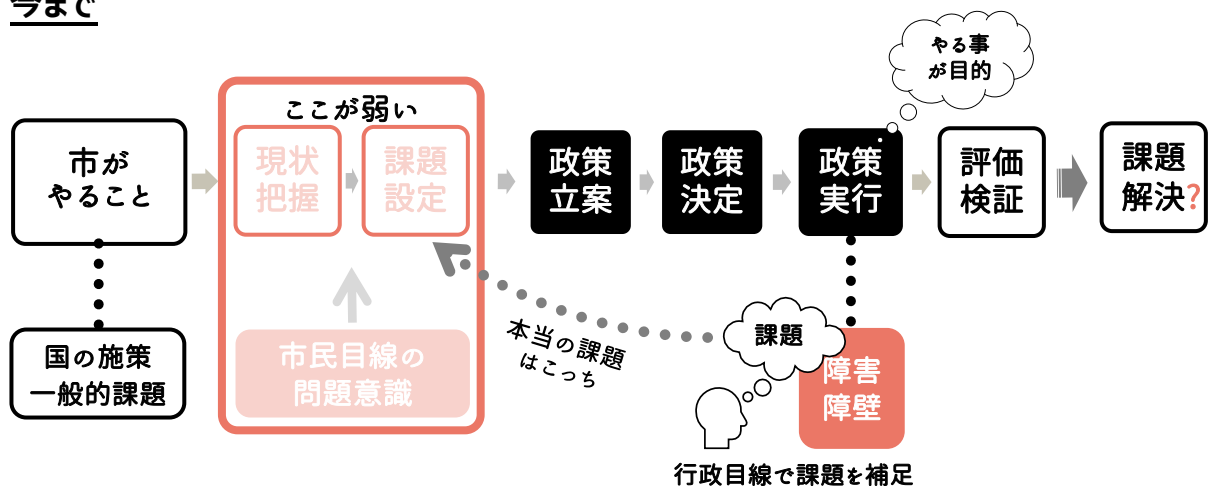 今まで
やる事
が目的
ここが弱い
市が
やること
現状
把握
課題
設定
政策
立案
政策
決定
政策
実行
評価
検証
課題
解決?
国の施策
一般的課題
市民目線の
問題意識
本当の課題
はこっち
課題
障害
障壁
行政目線で課題を補足